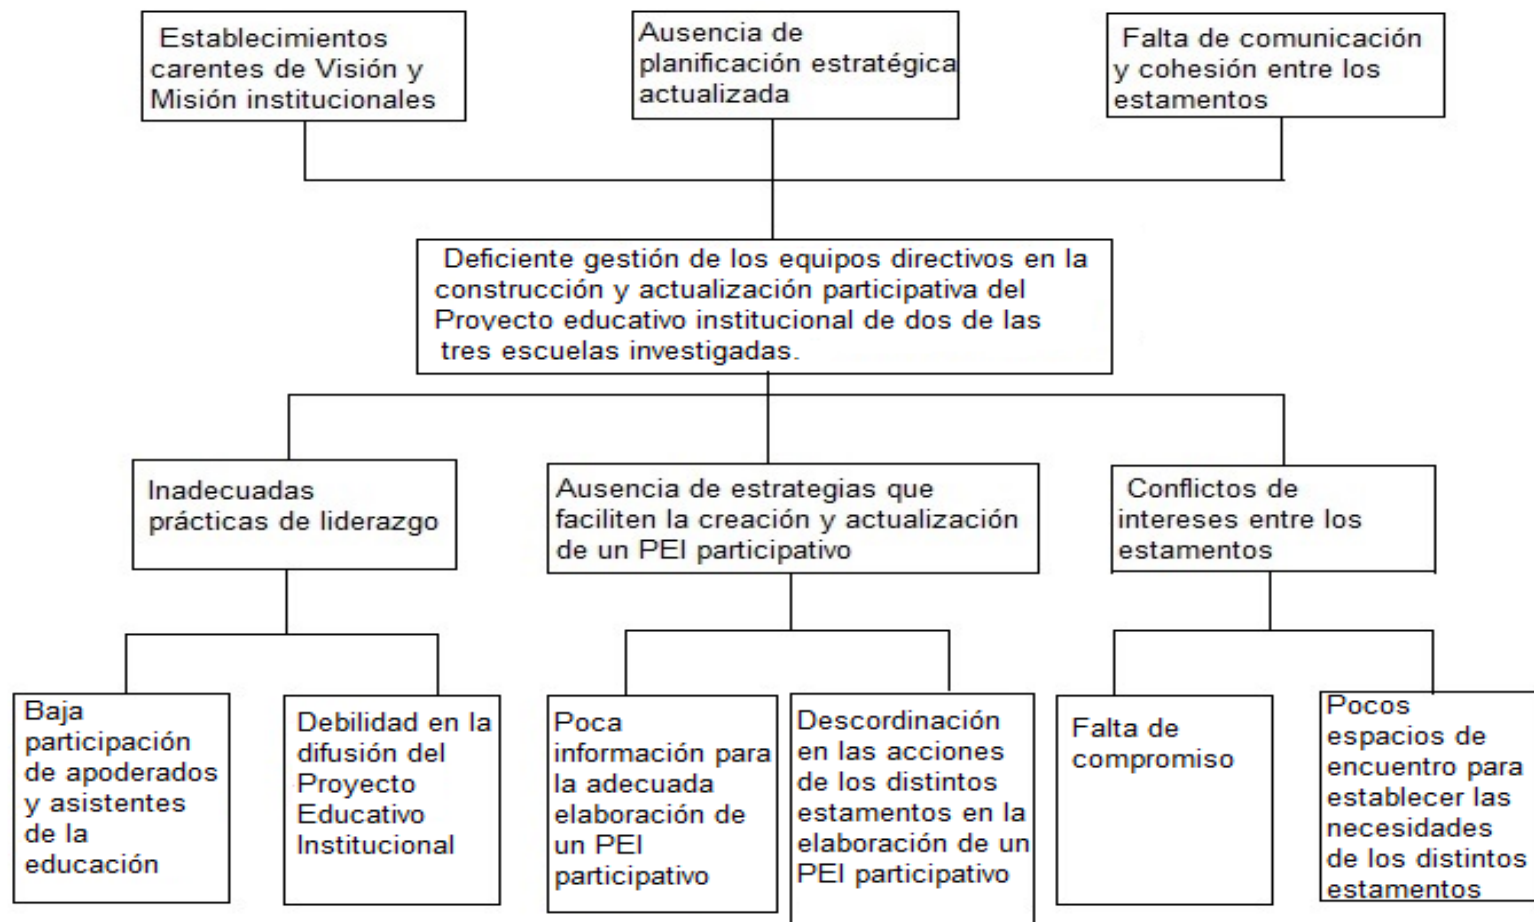 Establecimientos
carentes de Visión y
Misión institucionales
Ausencia de
planificación estratégica
actualizada
Falta de comunicación
y cohesión entre los
estamentos
Deficiente gestión de los equipos directivos en la
construcción y actualización participativa del
Proyecto educativo institucional de dos de las
tres escuelas investigadas.
Inadecuadas
prácticas de liderazgo
Ausencia de estrategias que
faciliten la creación y actualización
de un PEI participativo
Conflictos de
intereses entre los
estamentos
Baja
participación
de apoderados
y asistentes
de la
educación
Debilidad en la
difusión del
Proyecto
Educativo
Institucional
Poca
información para
la adecuada
elaboración de
un PEI
participativo
Descordinación
en las acciones
de los distintos
estamentos en la
elaboración de un
PEI participativo
Falta de
compromiso
Pocos
espacios de
encuentro para
establecer las
necesidades
de los distintos
estamentos